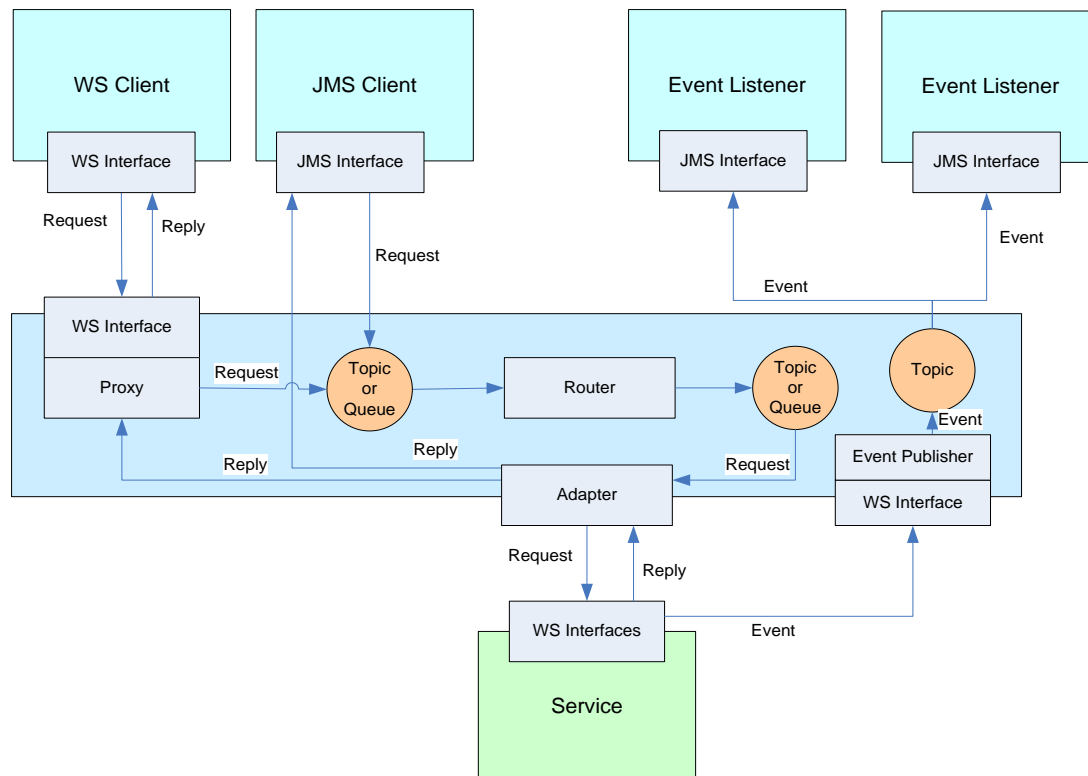 WS Client
JMS Client
Event Listener
Event Listener
WS Interface
JMS Interface
JMS Interface
JMS Interface
Request
Reply
Request
Event
Event
WS Interface
Proxy
Request
Topic
or
Queue
Router
Topic
or
Queue
Topic
Event
Reply
Reply
Request
Event Publisher
WS Interface
Adapter
Request
Reply
WS Interfaces
Event
Service